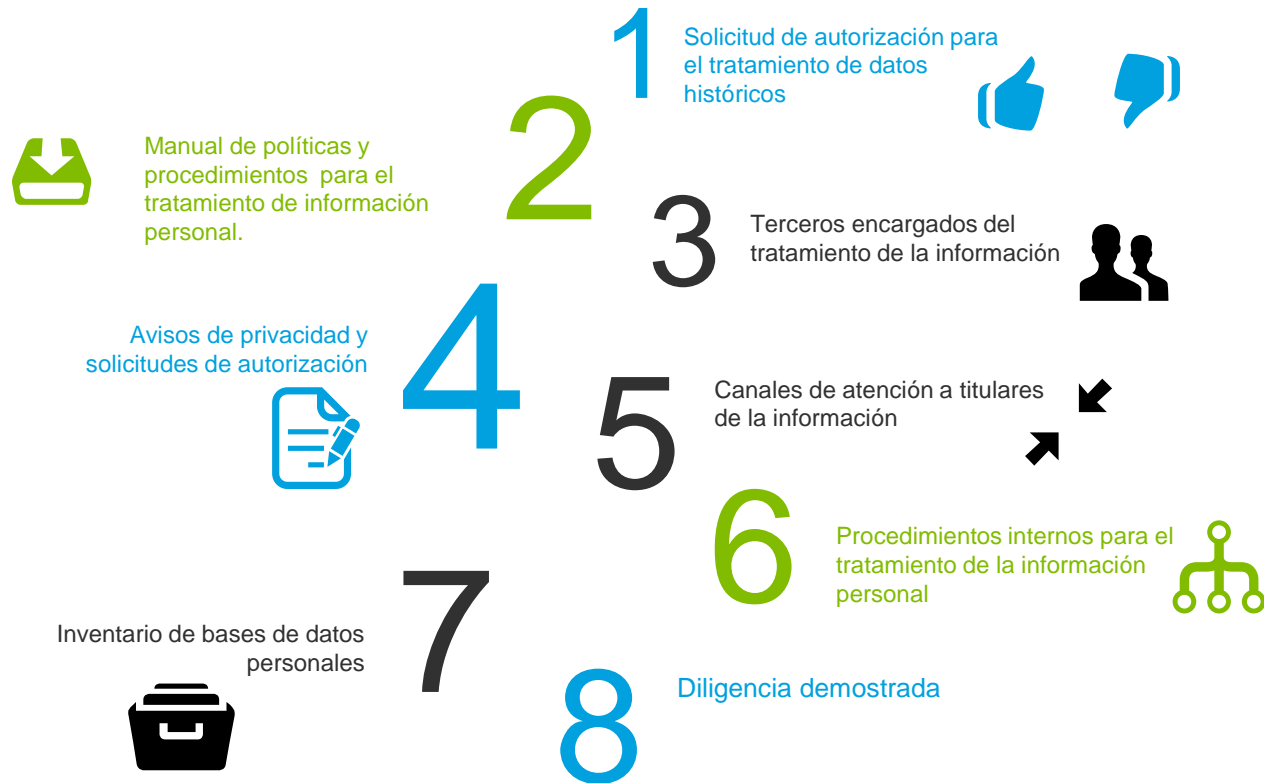 1
Solicitud de autorización para
el tratamiento de datos
históricos
2
Manual de políticas y
procedimientos para el
tratamiento de información
personal.
3
Terceros encargados del
tratamiento de la información
4
Avisos de privacidad y
solicitudes de autorización
5
Canales de atención a titulares
de la información
6
Procedimientos internos para el
tratamiento de la información
personal
7
Inventario de bases de datos
personales
8
Diligencia demostrada